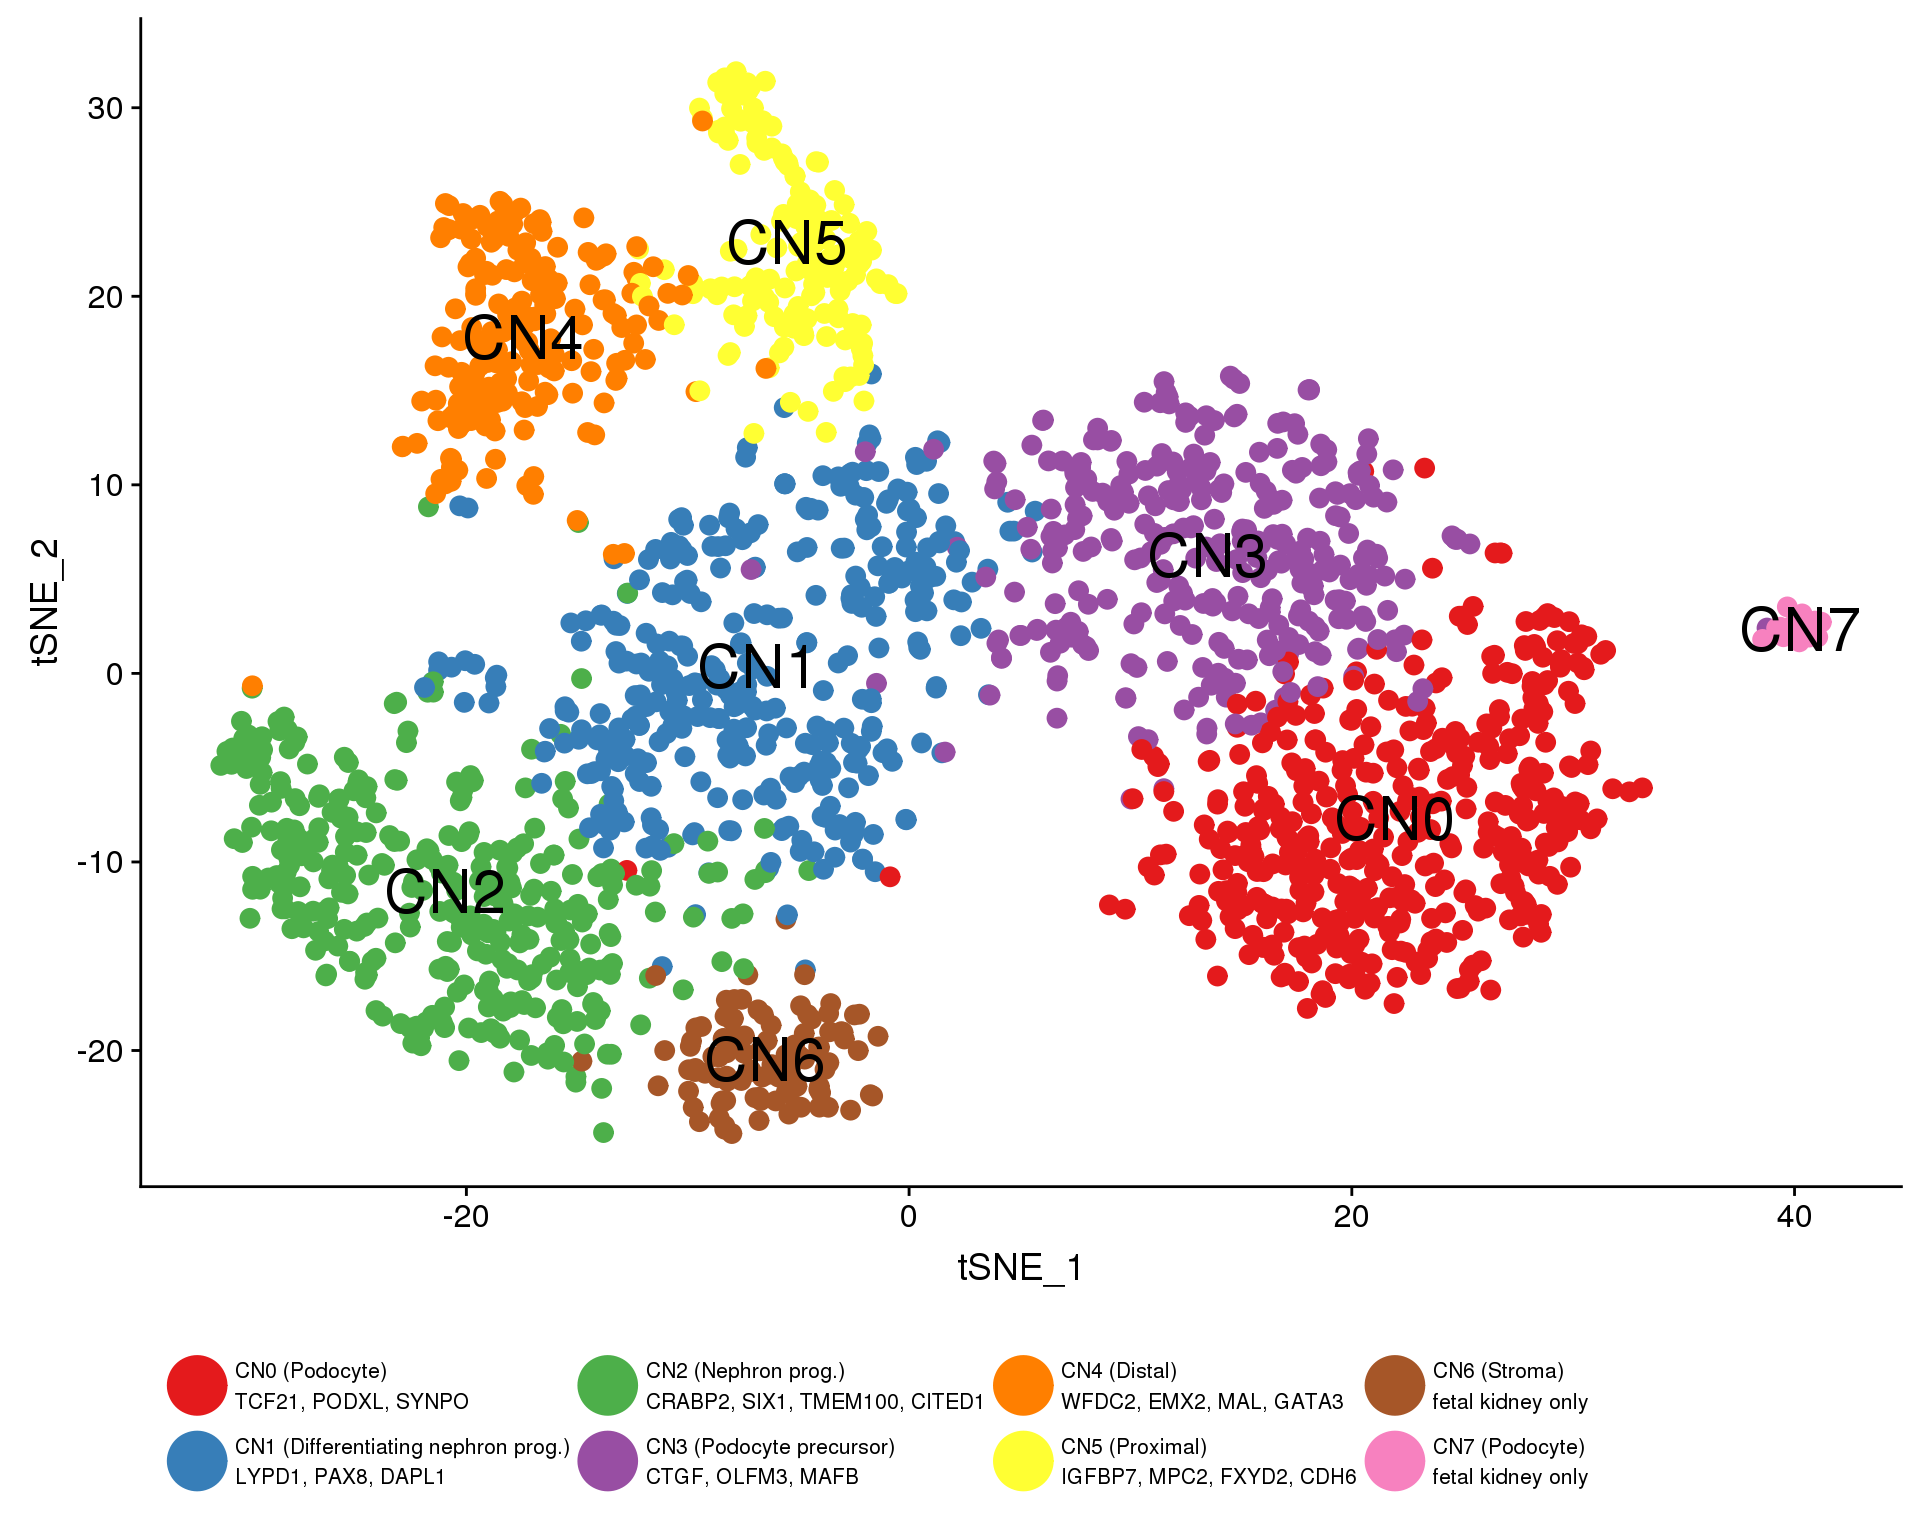 30
20
10
0
-10
-20
tSNE_2
CN5
CN4
CN3
CN7
CN1
CN0
CN2
CN6
-20
0
20
40
tSNE_1
CN0 (Podocyte)
TCF21, PODXL, SYNPO
CN1 (Differentiating nephron prog.)
LYPD1, PAX8, DAPL1
CN2 (Nephron prog.)
CRABP2, SIX1, TMEM100, CITED1
CN3 (Podocyte precursor)
CTGF, OLFM3, MAFB
CN4 (Distal)
WFDC2, EMX2, MAL, GATA3
CN5 (Proximal)
IGFBP7, MPC2, FXYD2, CDH6
CN6 (Stroma)
fetal kidney only
CN7 (Podocyte)
fetal kidney only